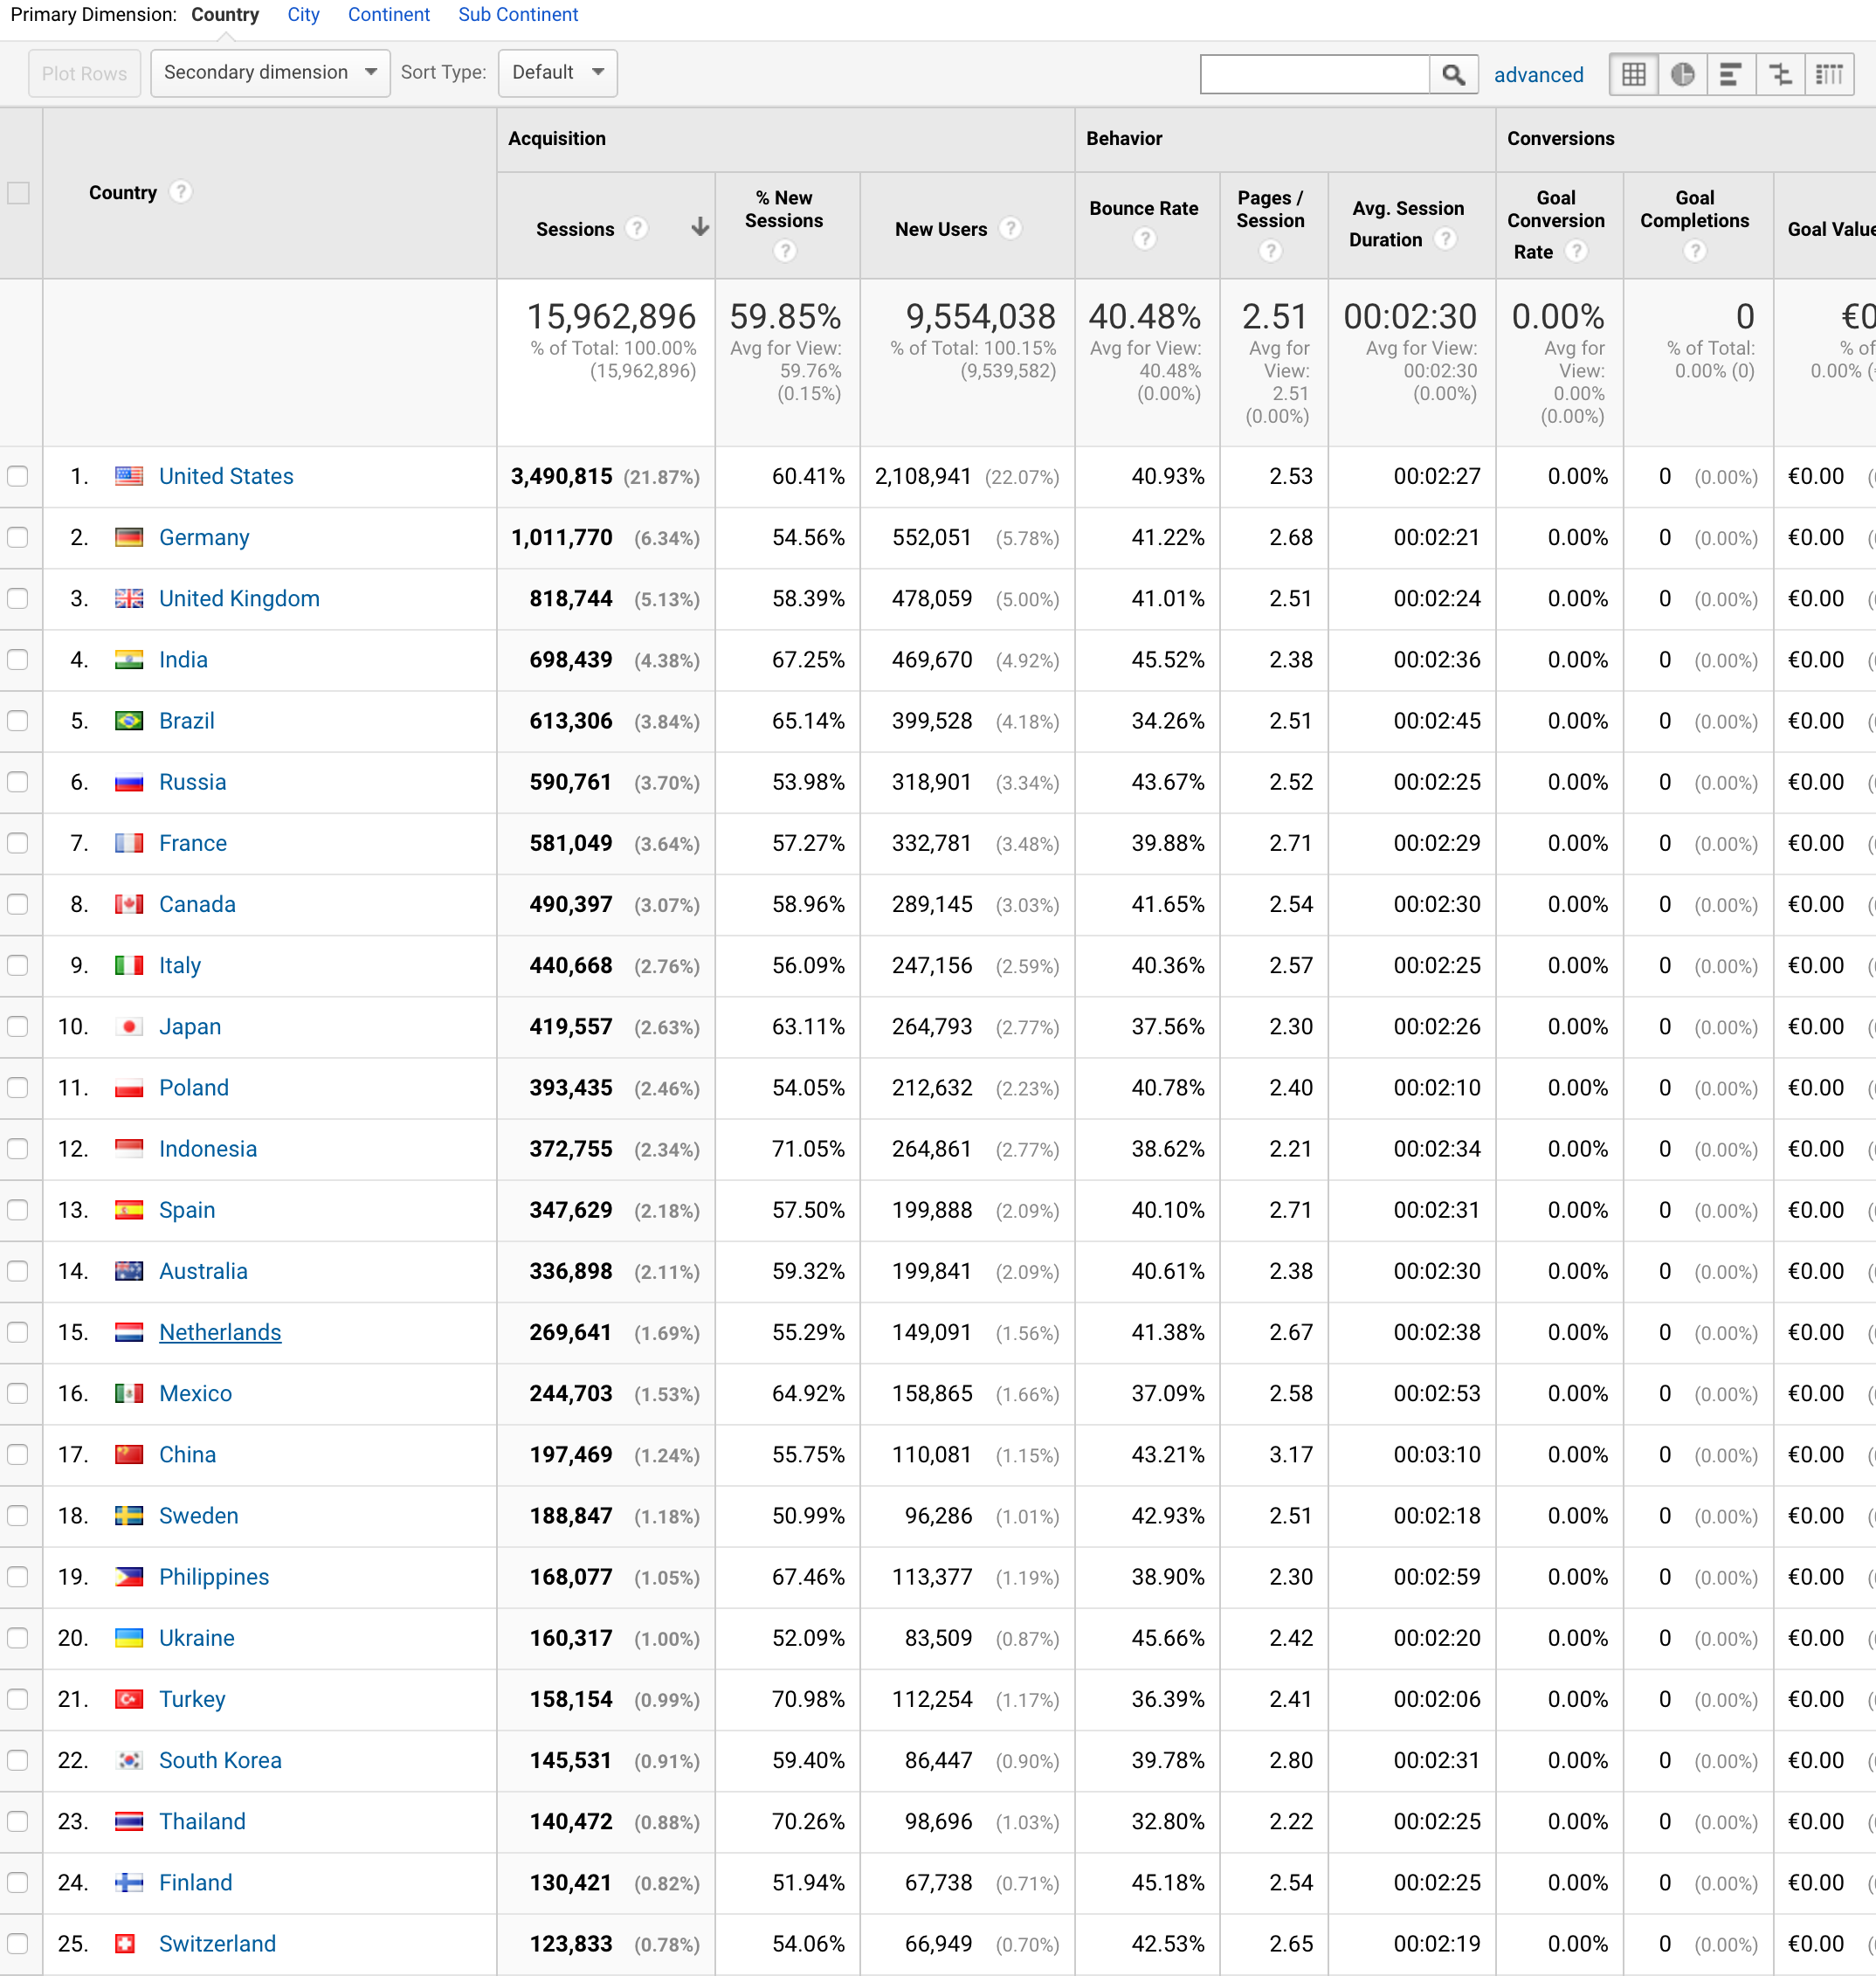 Primary Dimension: Country City Continent Sub Continent
Plot Rows Secondary dimension Sort Type: Default advanced
Acquisition Behavior Conversions
Country ? Sessions ? % New Sessions ? New Users ? Bounce Rate ? Pages / Session ? Avg. Session Duration ? Goal Conversion Rate ? Goal Completions ? Goal Value
15,962,896 59.85% 9,554,038 40.48% 2.51 00:02:30 0.00% 0 €0
% of Total: 100.00% (15,962,896) Avg for View: 59.76% (0.15%) % of Total: 100.15% (9,539,582) Avg for View: 40.48% (0.00%) Avg for View: 2.51 (0.00%) Avg for View: 00:02:30 (0.00%) Avg for View: 0.00% (0.00%) % of Total: 0.00% (0) % of 0.00% (
1. United States 3,490,815 (21.87%) 60.41% 2,108,941 (22.07%) 40.93% 2.53 00:02:27 0.00% 0 (0.00%) €0.00
2. Germany 1,011,770 (6.34%) 54.56% 552,051 (5.78%) 41.22% 2.68 00:02:21 0.00% 0 (0.00%) €0.00
3. United Kingdom 818,744 (5.13%) 58.39% 478,059 (5.00%) 41.01% 2.51 00:02:24 0.00% 0 (0.00%) €0.00
4. India 698,439 (4.38%) 67.25% 469,670 (4.92%) 45.52% 2.38 00:02:36 0.00% 0 (0.00%) €0.00
5. Brazil 613,306 (3.84%) 65.14% 399,528 (4.18%) 34.26% 2.51 00:02:45 0.00% 0 (0.00%) €0.00
6. Russia 590,761 (3.70%) 53.98% 318,901 (3.34%) 43.67% 2.52 00:02:25 0.00% 0 (0.00%) €0.00
7. France 581,049 (3.64%) 57.27% 332,781 (3.48%) 39.88% 2.71 00:02:29 0.00% 0 (0.00%) €0.00
8. Canada 490,397 (3.07%) 58.96% 289,145 (3.03%) 41.65% 2.54 00:02:30 0.00% 0 (0.00%) €0.00
9. Italy 440,668 (2.76%) 56.09% 247,156 (2.59%) 40.36% 2.57 00:02:25 0.00% 0 (0.00%) €0.00
10. Japan 419,557 (2.63%) 63.11% 264,793 (2.77%) 37.56% 2.30 00:02:26 0.00% 0 (0.00%) €0.00
11. Poland 393,435 (2.46%) 54.05% 212,632 (2.23%) 40.78% 2.40 00:02:10 0.00% 0 (0.00%) €0.00
12. Indonesia 372,755 (2.34%) 71.05% 264,861 (2.77%) 38.62% 2.21 00:02:34 0.00% 0 (0.00%) €0.00
13. Spain 347,629 (2.18%) 57.50% 199,888 (2.09%) 40.10% 2.71 00:02:31 0.00% 0 (0.00%) €0.00
14. Australia 336,898 (2.11%) 59.32% 199,841 (2.09%) 40.61% 2.38 00:02:30 0.00% 0 (0.00%) €0.00
15. Netherlands 269,641 (1.69%) 55.29% 149,091 (1.56%) 41.38% 2.67 00:02:38 0.00% 0 (0.00%) €0.00
16. Mexico 244,703 (1.53%) 64.92% 158,865 (1.66%) 37.09% 2.58 00:02:53 0.00% 0 (0.00%) €0.00
17. China 197,469 (1.24%) 55.75% 110,081 (1.15%) 43.21% 3.17 00:03:10 0.00% 0 (0.00%) €0.00
18. Sweden 188,847 (1.18%) 50.99% 96,286 (1.01%) 42.93% 2.51 00:02:18 0.00% 0 (0.00%) €0.00
19. Philippines 168,077 (1.05%) 67.46% 113,377 (1.19%) 38.90% 2.30 00:02:59 0.00% 0 (0.00%) €0.00
20. Ukraine 160,317 (1.00%) 52.09% 83,509 (0.87%) 45.66% 2.42 00:02:20 0.00% 0 (0.00%) €0.00
21. Turkey 158,154 (0.99%) 70.98% 112,254 (1.17%) 36.39% 2.41 00:02:06 0.00% 0 (0.00%) €0.00
22. South Korea 145,531 (0.91%) 59.40% 86,447 (0.90%) 39.78% 2.80 00:02:31 0.00% 0 (0.00%) €0.00
23. Thailand 140,472 (0.88%) 70.26% 98,696 (1.03%) 32.80% 2.22 00:02:25 0.00% 0 (0.00%) €0.00
24. Finland 130,421 (0.82%) 51.94% 67,738 (0.71%) 45.18% 2.54 00:02:25 0.00% 0 (0.00%) €0.00
25. Switzerland 123,833 (0.78%) 54.06% 66,949 (0.70%) 42.53% 2.65 00:02:19 0.00% 0 (0.00%) €0.00